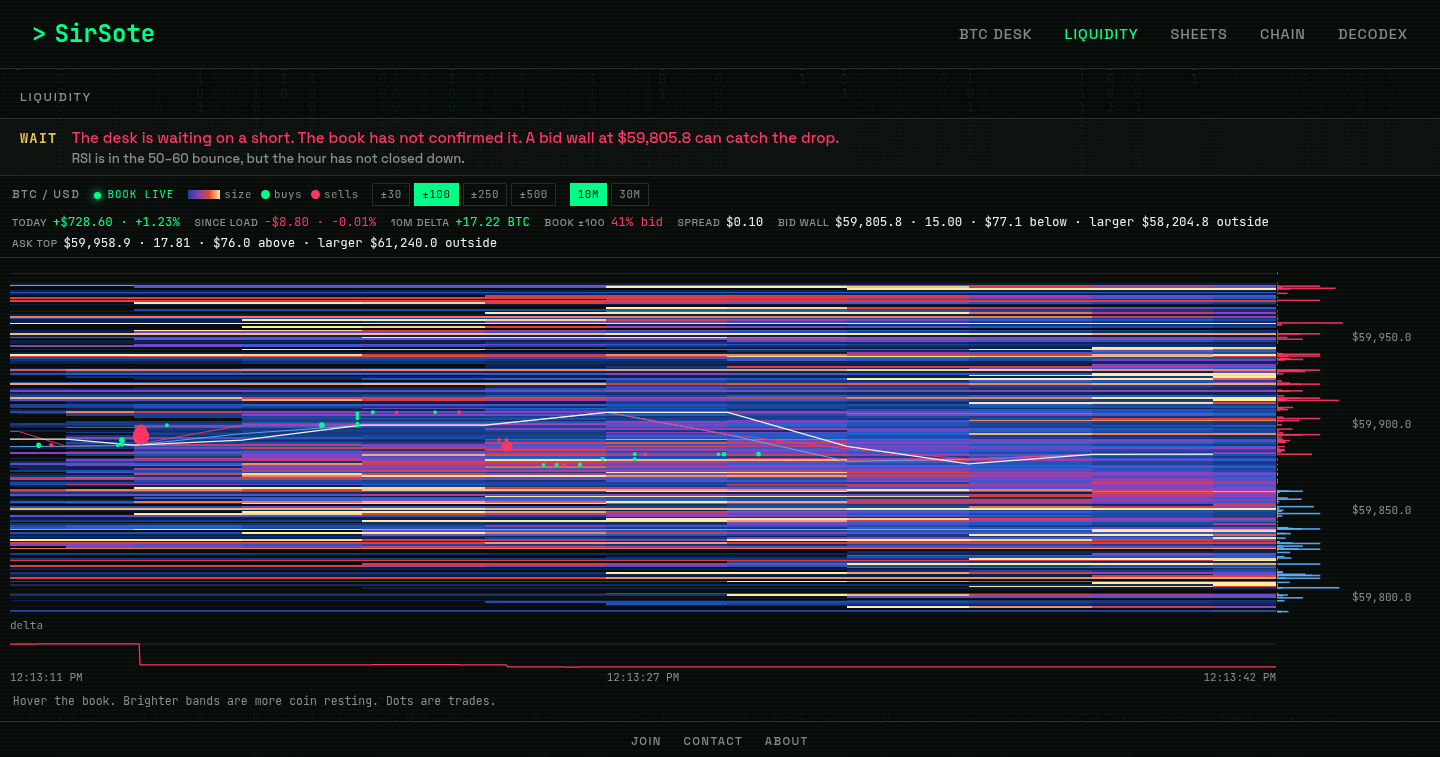 > SirSote
BTC DESK LIQUIDITY SHEETS CHAIN DECODEX
LIQUIDITY
WAIT The desk is waiting on a short. The book has not confirmed it. A bid wall at $59,805.8 can catch the drop.
RSI is in the 50–60 bounce, but the hour has not closed down.
BTC / USD BOOK LIVE size buys sells ±30 ±100 ±250 ±500 10M 30M
TODAY +$728.60 · +1.23% SINCE LOAD -$8.80 · -0.01% 10M DELTA +17.22 BTC BOOK ±100 41% bid SPREAD $0.10 BID WALL $59,805.8 · 15.00 · $77.1 below · larger $58,204.8 outside
ASK TOP $59,958.9 · 17.81 · $76.0 above · larger $61,240.0 outside
$59,950.0
$59,900.0
$59,850.0
$59,800.0
delta
12:13:11 PM 12:13:27 PM 12:13:42 PM
Hover the book. Brighter bands are more coin resting. Dots are trades.
JOIN CONTACT ABOUT